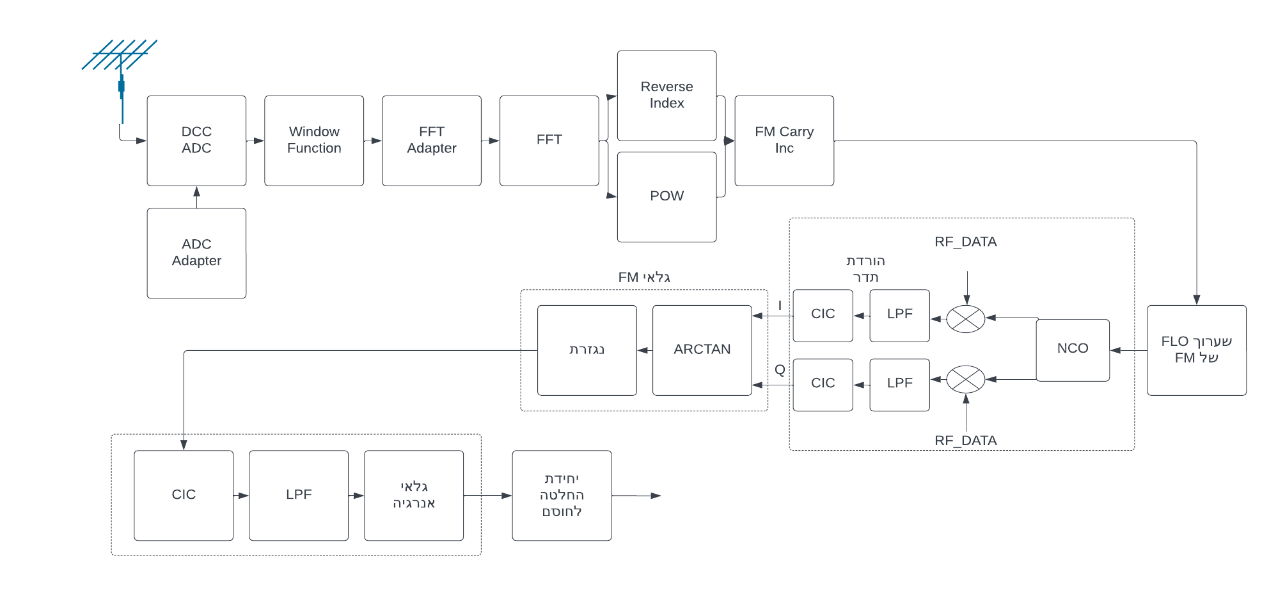 DCC
ADC
Window
Function
FFT
Adapter
FFT
Reverse
Index
POW
FM Carry
Inc
ADC
Adapter
RF_DATA
הורדת
תדר
גלאי FM
I
CIC
LPF
NCO
שערוך FLO
של FM
נגזרת
ARCTAN
Q
CIC
LPF
RF_DATA
CIC
LPF
גלאי
אנרגיה
יחידת
החלטה
לחוסם